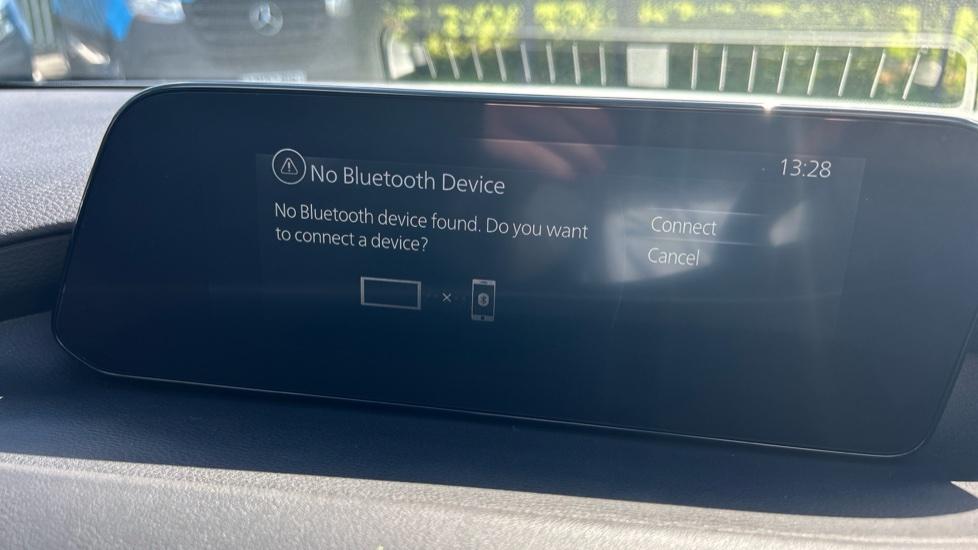 13:28
No Bluetooth Device
No Bluetooth device found. Do you want
to connect a device?
Connect
Cancel